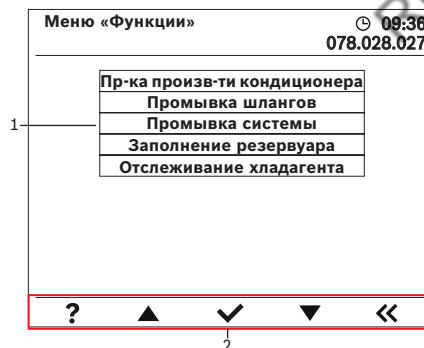 Меню «Функции»
09:36
078.028.027
Пр-ка произв-ти кондиционера
Промывка шлангов
1
Промывка системы
Заполнение резервуара
Отслеживание хладагента
?
2